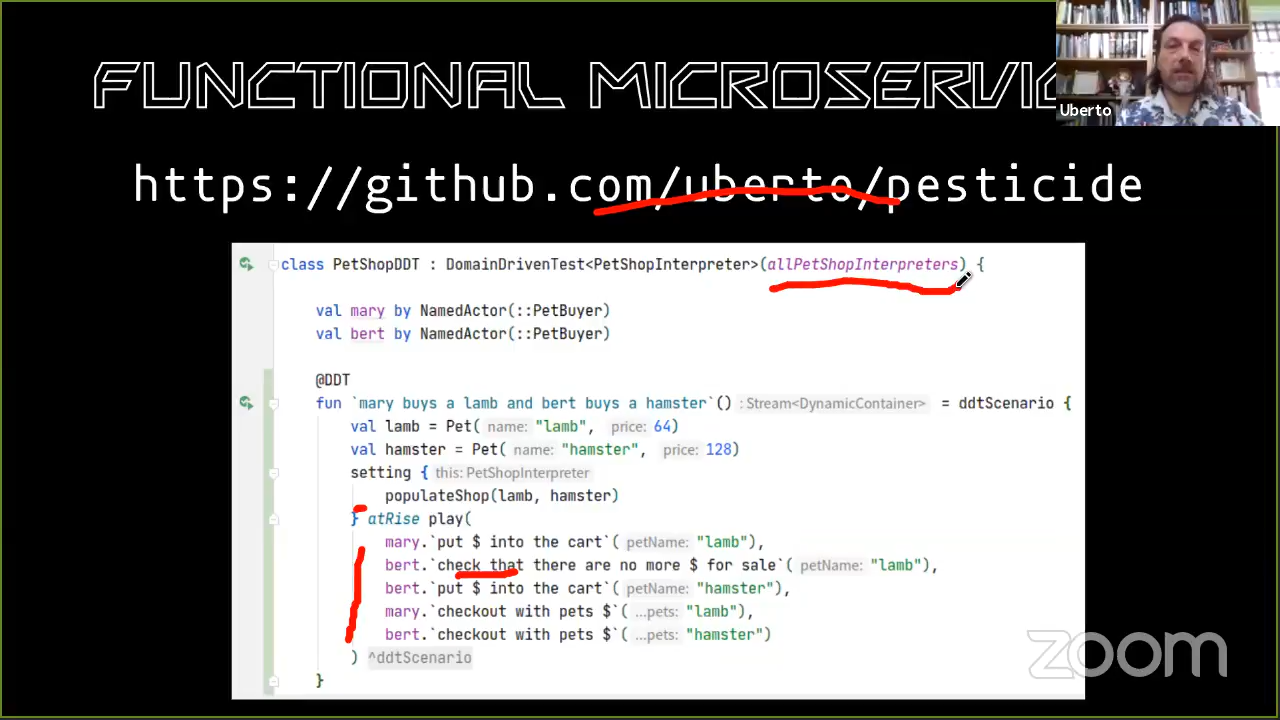 FUNCTIONAL MICROSERVIC
Uberto
https://github.com/uberto/pesticide
class PetShopDDT : DomainDrivenTest<PetShopInterpreter>(allPetShopInterpreters) {
val mary by NamedActor(::PetBuyer)
val bert by NamedActor(::PetBuyer)
@DDT
fun `mary buys a lamb and bert buys a hamster`() : Stream<DynamicContainer> = ddtScenario {
val lamb = Pet( name: "lamb", price: 64)
val hamster = Pet( name: "hamster", price: 128)
setting { this: PetShopInterpreter
populateShop(lamb, hamster)
} atRise play(
mary.`put $ into the cart`( petName: "lamb"),
bert.`check that there are no more $ for sale`( petName: "lamb"),
bert.`put $ into the cart`( petName: "hamster"),
mary.`checkout with pets $`( ...pets: "lamb"),
bert.`checkout with pets $`( ...pets: "hamster")
) ^ddtScenario
}
zoom